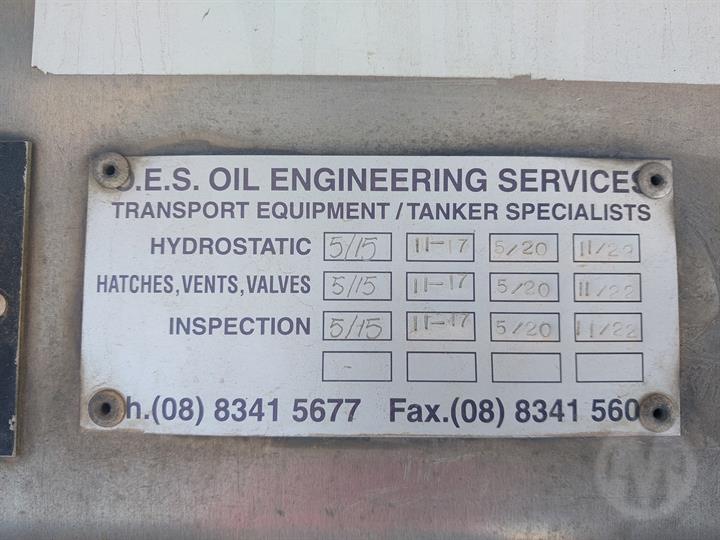 O.E.S. OIL ENGINEERING SERVICES
TRANSPORT EQUIPMENT / TANKER SPECIALISTS
HYDROSTATIC 5/15 11-17 5/20 11/22
HATCHES, VENTS, VALVES 5/15 11-17 5/20 11/22
INSPECTION 5/15 11-17 5/20 11/22
Ph.(08) 8341 5677 Fax.(08) 8341 560